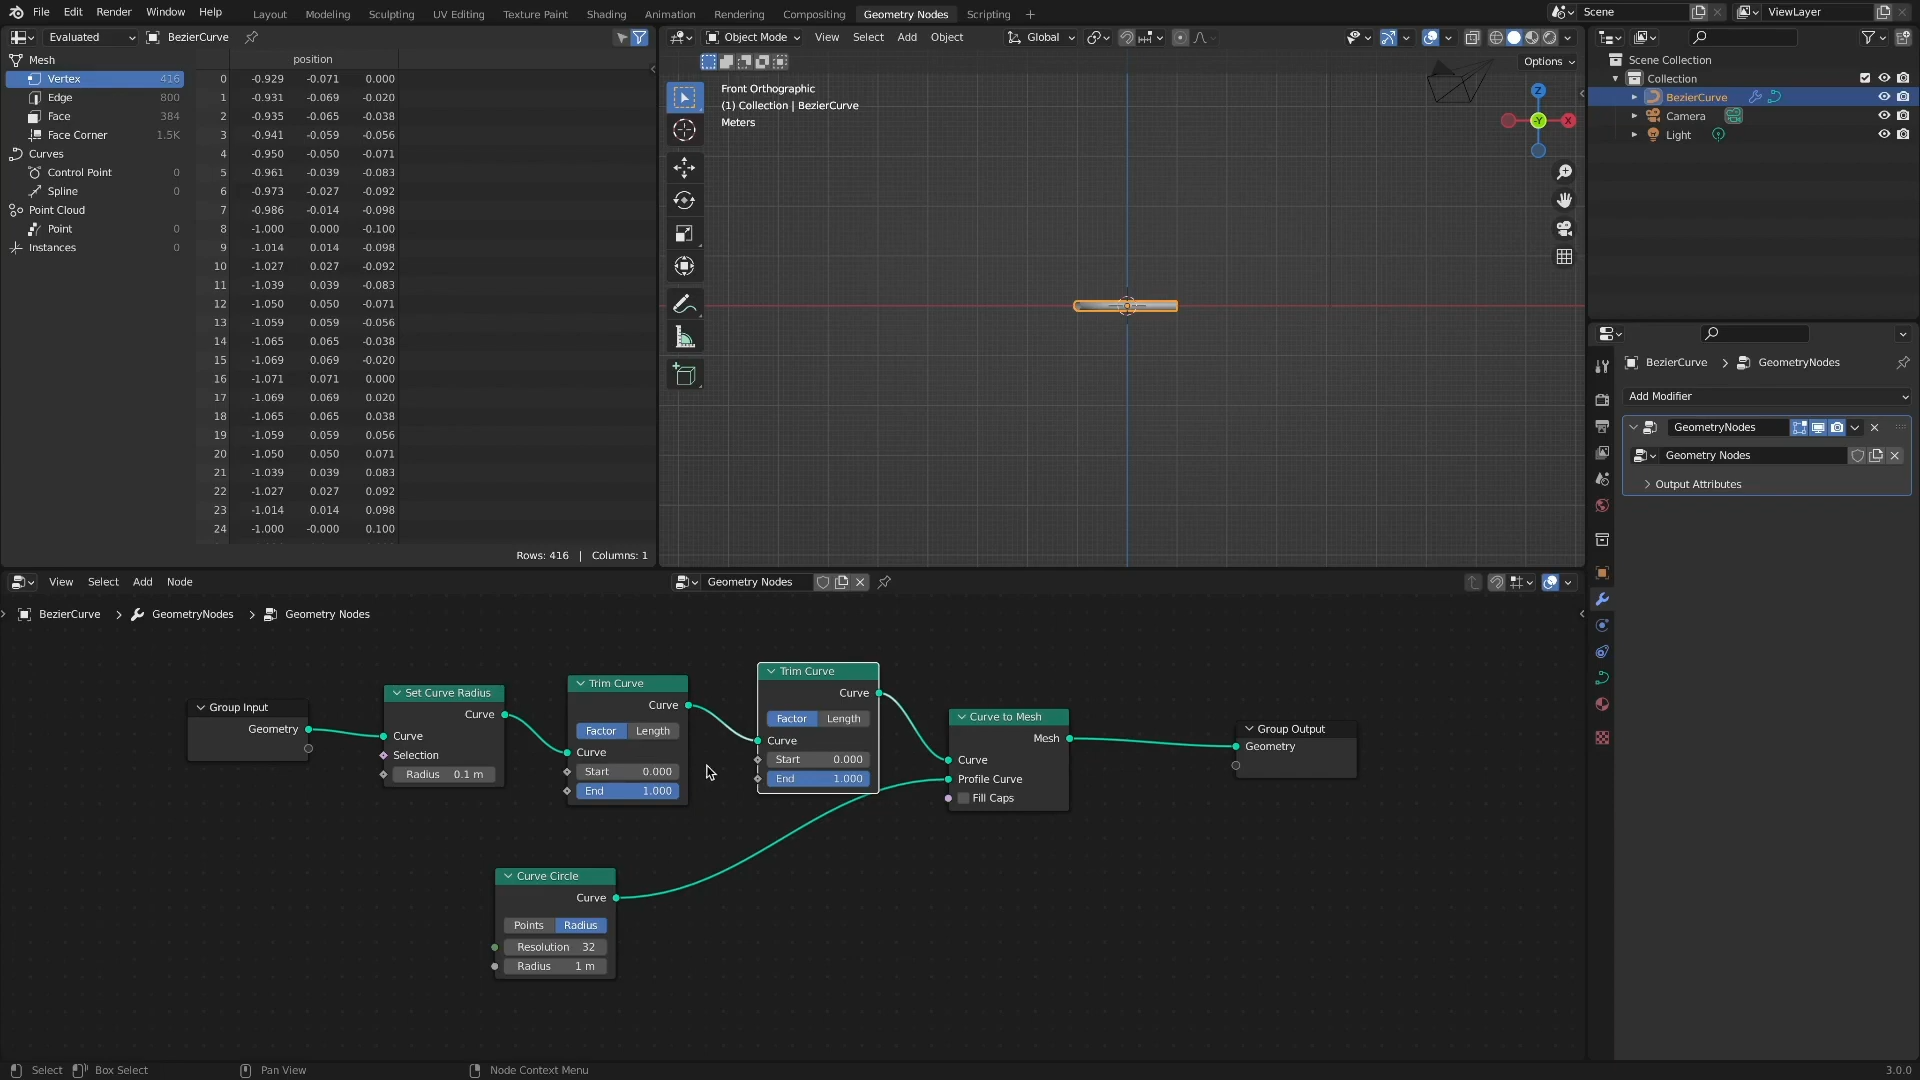 File Edit Render Window Help Layout Modeling Sculpting UV Editing Texture Paint Shading Animation Rendering Compositing Geometry Nodes Scripting + Scene ViewLayer
Evaluated BezierCurve
Object Mode View Select Add Object Global
Options
position
Mesh
Vertex 416
Edge 800
Face 384
Face Corner 1.5K
Curves
Control Point 0
Spline 0
Point Cloud
Point 0
Instances 0
0 -0.929 -0.071 0.000
1 -0.931 -0.069 -0.020
2 -0.935 -0.065 -0.038
3 -0.941 -0.059 -0.056
4 -0.950 -0.050 -0.071
5 -0.961 -0.039 -0.083
6 -0.973 -0.027 -0.092
7 -0.986 -0.014 -0.098
8 -1.000 0.000 -0.100
9 -1.014 0.014 -0.098
10 -1.027 0.027 -0.092
11 -1.039 0.039 -0.083
12 -1.050 0.050 -0.071
13 -1.059 0.059 -0.056
14 -1.065 0.065 -0.038
15 -1.069 0.069 -0.020
16 -1.071 0.071 0.000
17 -1.069 0.069 0.020
18 -1.065 0.065 0.038
19 -1.059 0.059 0.056
20 -1.050 0.050 0.071
21 -1.039 0.039 0.083
22 -1.027 0.027 0.092
23 -1.014 0.014 0.098
24 -1.000 -0.000 0.100
Rows: 416 | Columns: 1
Front Orthographic
(1) Collection | BezierCurve
Meters
Z
-Y
X
Scene Collection
Collection
BezierCurve
Camera
Light
BezierCurve > GeometryNodes
Add Modifier
GeometryNodes
Geometry Nodes
Output Attributes
View Select Add Node Geometry Nodes
BezierCurve > GeometryNodes > Geometry Nodes
Group Input
Geometry
Set Curve Radius
Curve
Curve
Selection
Radius 0.1 m
Trim Curve
Curve
Factor Length
Curve
Start 0.000
End 1.000
Trim Curve
Curve
Factor Length
Curve
Start 0.000
End 1.000
Curve to Mesh
Mesh
Curve
Profile Curve
Fill Caps
Group Output
Geometry
Curve Circle
Curve
Points Radius
Resolution 32
Radius 1 m
Select Box Select Pan View Node Context Menu 3.0.0